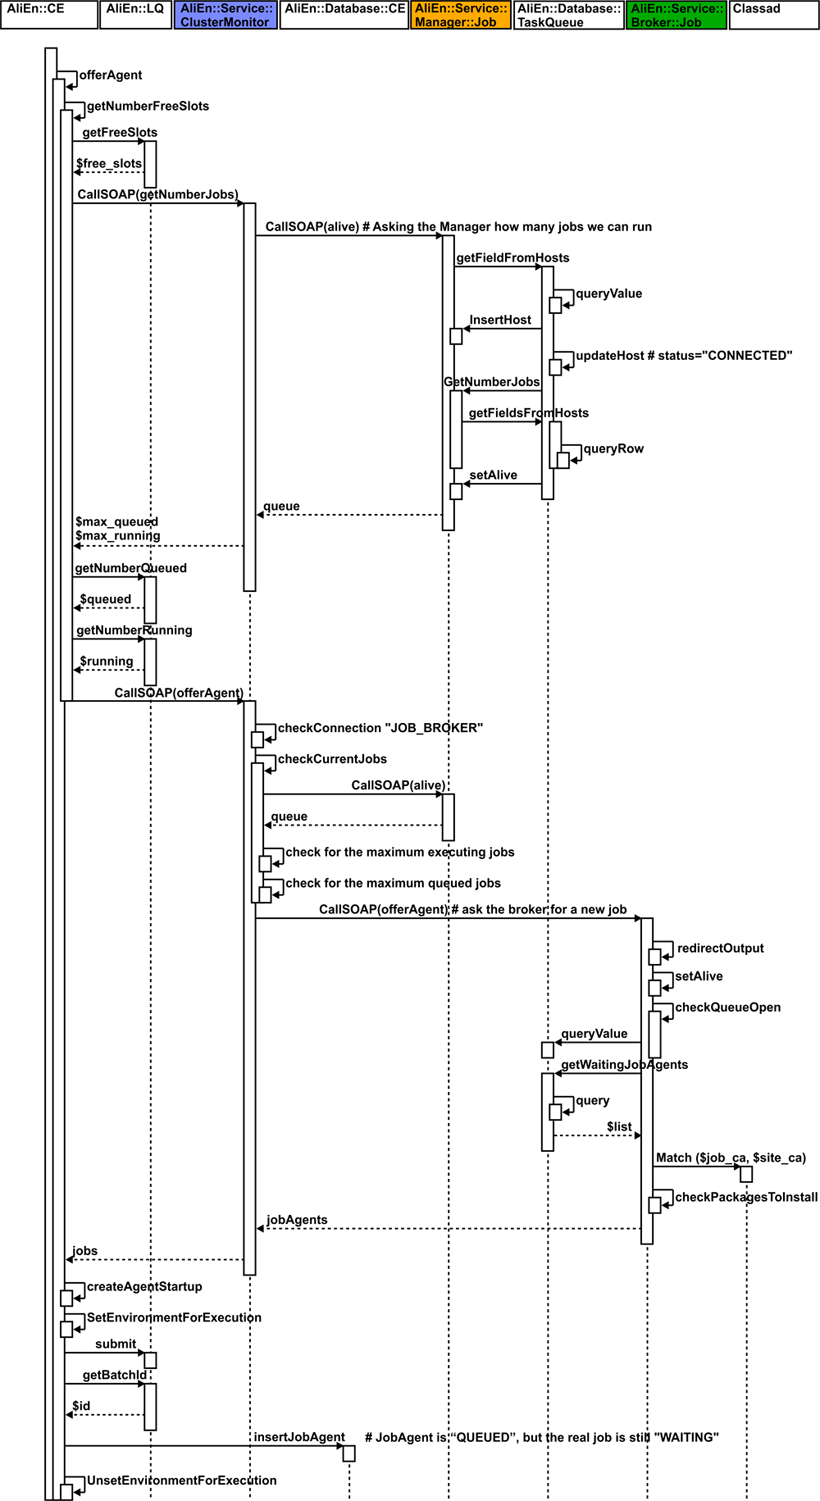 AliEn::CE
AliEn::LQ
AliEn::Service::
ClusterMonitor
AliEn::Database::CE
AliEn::Service::
Manager::Job
AliEn::Database::
TaskQueue
AliEn::Service::
Broker::Job
Classad
offerAgent
getNumberFreeSlots
getFreeSlots
$free_slots
CallSOAP(getNumberJobs)
CallSOAP(alive) # Asking the Manager how many jobs we can run
getFieldFromHosts
queryValue
InsertHost
updateHost # status="CONNECTED"
GetNumberJobs
getFieldsFromHosts
queryRow
setAlive
queue
$max_queued
$max_running
getNumberQueued
$queued
getNumberRunning
$running
CallSOAP(offerAgent)
checkConnection "JOB_BROKER"
checkCurrentJobs
CallSOAP(alive)
queue
check for the maximum executing jobs
check for the maximum queued jobs
CallSOAP(offerAgent) # ask the broker for a new job
redirectOutput
setAlive
checkQueueOpen
queryValue
getWaitingJobAgents
query
$list
Match ($job_ca, $site_ca)
checkPackagesToInstall
jobAgents
jobs
createAgentStartup
SetEnvironmentForExecution
submit
getBatchId
$id
insertJobAgent # JobAgent is “QUEUED”, but the real job is still "WAITING"
UnsetEnvironmentForExecution